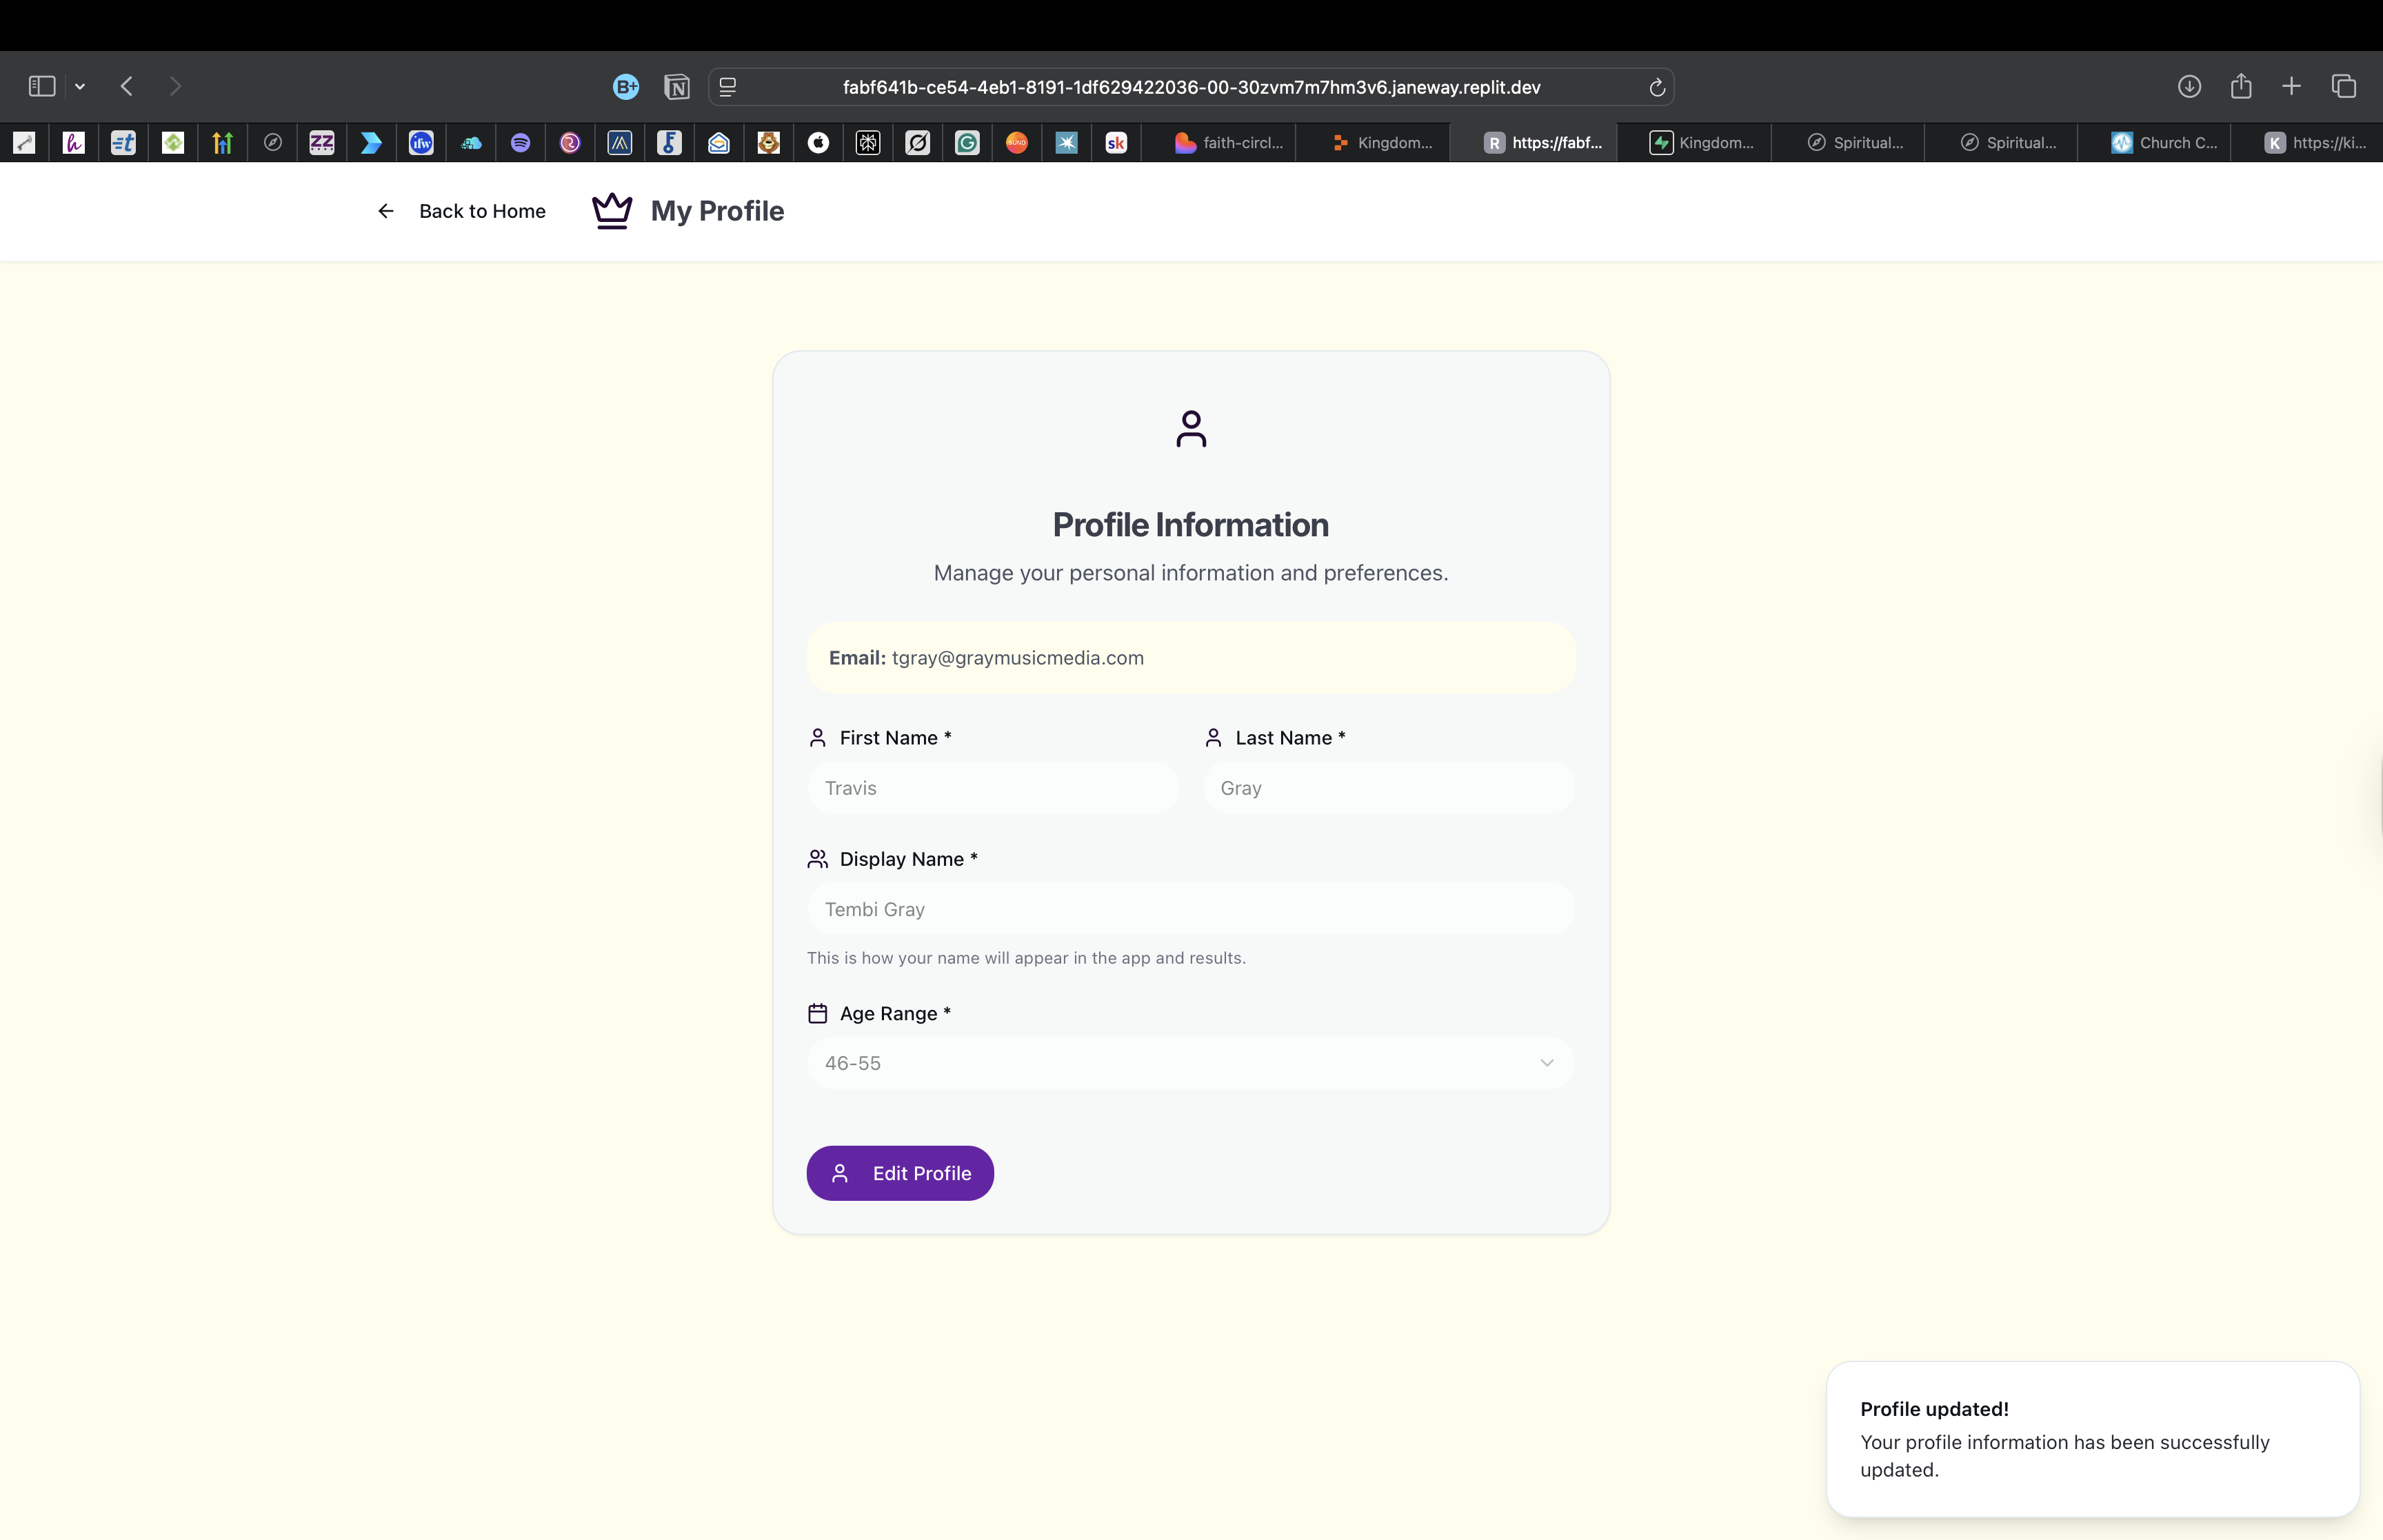 B+
N
fabf641b-ce54-4eb1-8191-1df629422036-00-30zvm7m7hm3v6.janeway.replit.dev
h
t
ZZ
ifw
G
sk
faith-circl...
Kingdom...
R https://fabf...
Kingdom...
Spiritual...
Spiritual...
Church C...
K https://ki...
Back to Home
My Profile
Profile Information
Manage your personal information and preferences.
Email: tgray@graymusicmedia.com
First Name *
Last Name *
Travis
Gray
Display Name *
Tembi Gray
This is how your name will appear in the app and results.
Age Range *
46-55
Edit Profile
Profile updated!
Your profile information has been successfully
updated.